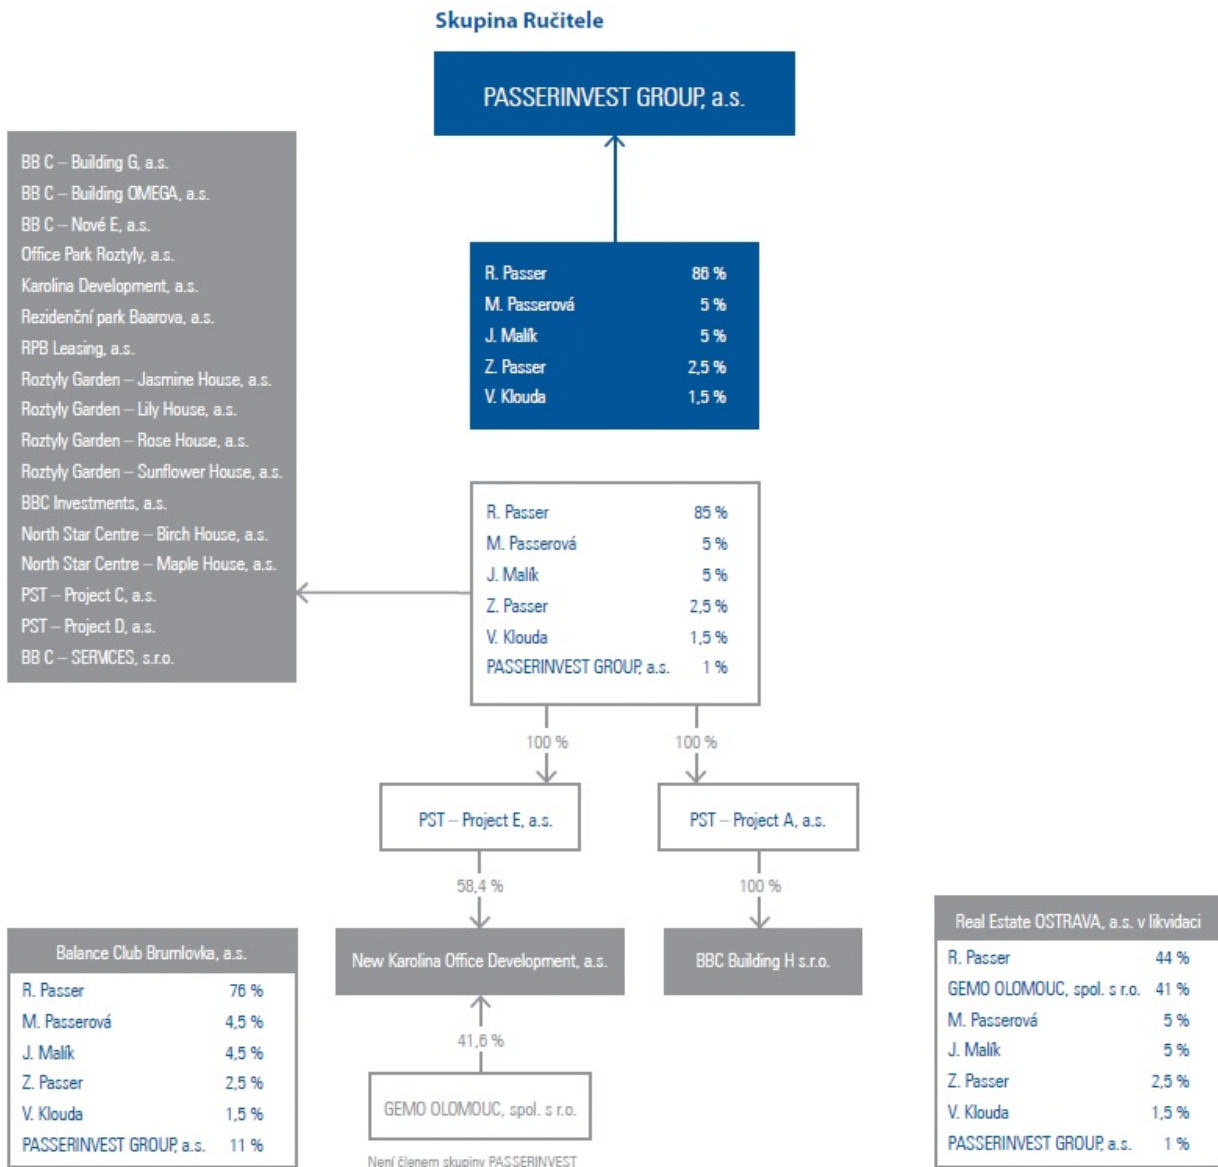 Skupina Ručitele
PASSERINVEST GROUP, a.s.
BB C – Building G, a.s.
BB C – Building OMEGA, a.s.
BB C – Nové E, a.s.
Office Park Roztyly, a.s.
Karolina Development, a.s.
Rezidenční park Baarova, a.s.
RPB Leasing, a.s.
Roztyly Garden – Jasmine House, a.s.
Roztyly Garden – Lily House, a.s.
Roztyly Garden – Rose House, a.s.
Roztyly Garden – Sunflower House, a.s.
BBC Investments, a.s.
North Star Centre – Birch House, a.s.
North Star Centre – Maple House, a.s.
PST – Project C, a.s.
PST – Project D, a.s.
BB C – SERVICES, s.r.o.
R. Passer 86 %
M. Passerová 5 %
J. Malík 5 %
Z. Passer 2,5 %
V. Klouda 1,5 %
R. Passer 85 %
M. Passerová 5 %
J. Malík 5 %
Z. Passer 2,5 %
V. Klouda 1,5 %
PASSERINVEST GROUP, a.s. 1 %
100 % 100 %
PST – Project E, a.s. PST – Project A, a.s.
58,4 % 100 %
New Karolina Office Development, a.s. BBC Building H s.r.o.
41,6 %
GEMO OLOMOUC, spol. s r.o.
Není členem skupiny PASSERINVEST
Balance Club Brumlovka, a.s.
R. Passer 76 %
M. Passerová 4,5 %
J. Malík 4,5 %
Z. Passer 2,5 %
V. Klouda 1,5 %
PASSERINVEST GROUP, a.s. 11 %
Real Estate OSTRAVA, a.s. v likvidaci
R. Passer 44 %
GEMO OLOMOUC, spol. s r.o. 41 %
M. Passerová 5 %
J. Malík 5 %
Z. Passer 2,5 %
V. Klouda 1,5 %
PASSERINVEST GROUP, a.s. 1 %